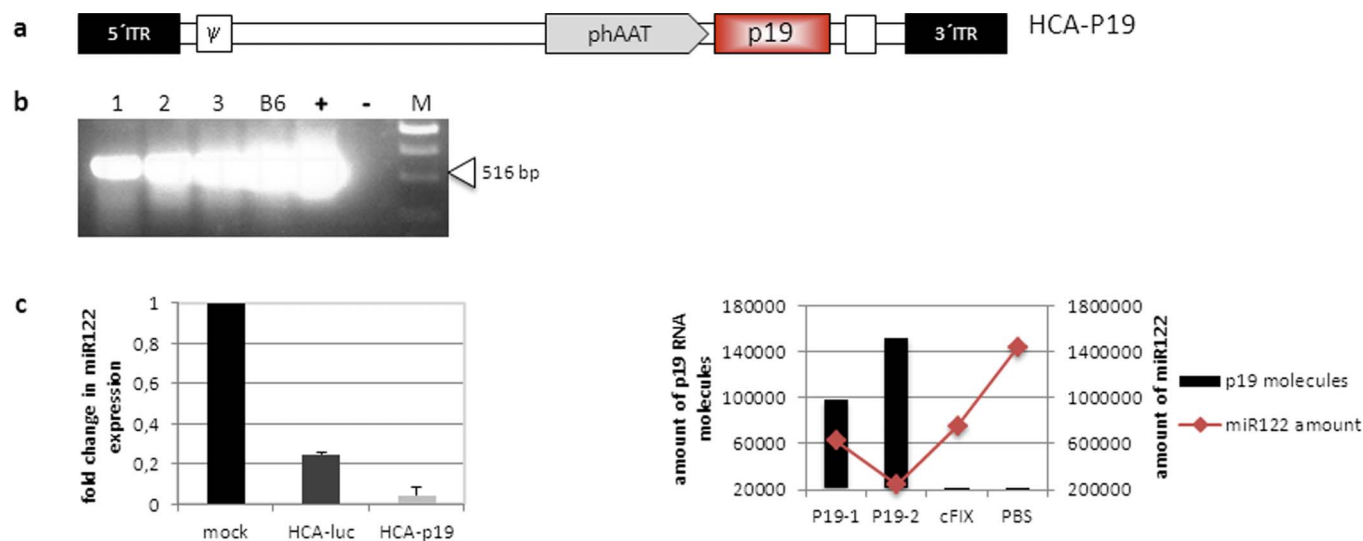 a
5´ITR ψ phAAT p19 3´ITR HCA-P19
b
1 2 3 B6 + - M
516 bp
c
fold change in miR122
expression
1
0,8
0,6
0,4
0,2
0
mock HCA-luc HCA-p19
amount of p19 RNA
molecules
180000
140000
100000
60000
20000
P19-1 P19-2 cFIX PBS
1800000
1400000
1000000
600000
200000
amount of miR122
p19 molecules
miR122 amount